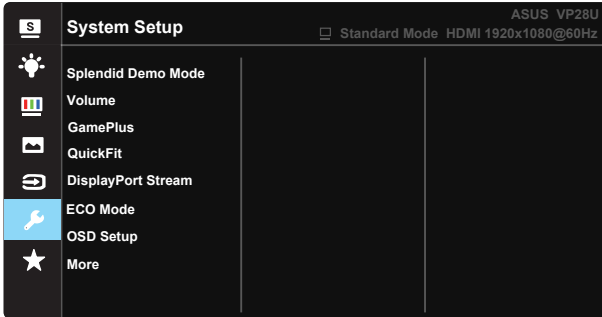 S
System Setup
ASUS VP28U
Standard Mode HDMI 1920x1080@60Hz
Splendid Demo Mode
Volume
GamePlus
QuickFit
DisplayPort Stream
ECO Mode
OSD Setup
More